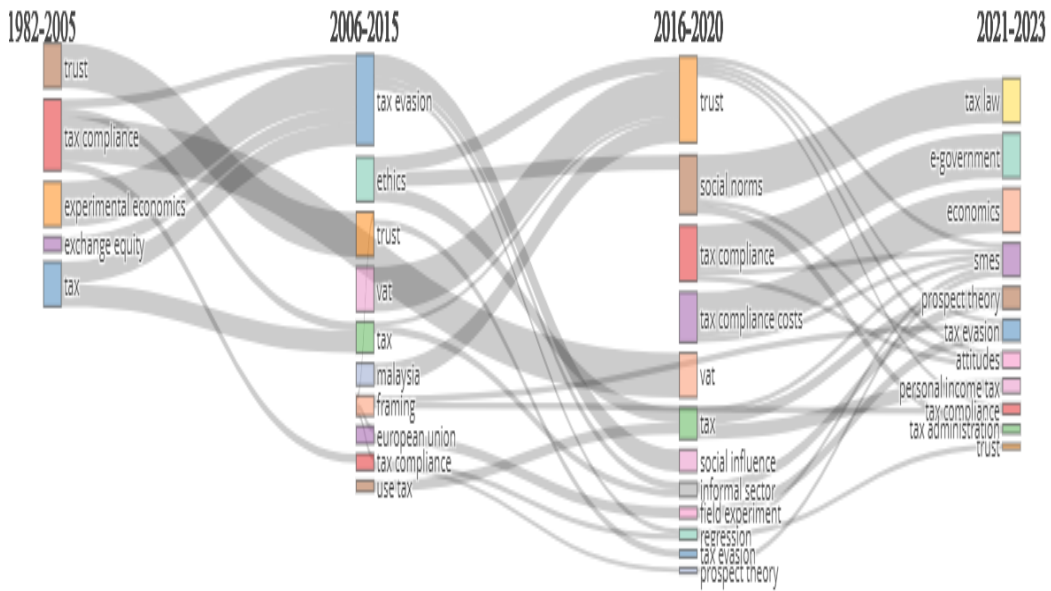 1982-2005
trust
tax compliance
experimental economics
exchange equity
tax
2006-2015
tax evasion
ethics
trust
vat
tax
malaysia
framing
european union
tax compliance
use tax
2016-2020
trust
social norms
tax compliance
tax compliance costs
vat
tax
social influence
informal sector
field experiment
regression
tax evasion
prospect theory
2021-2023
tax law
e-government
economics
smes
prospect theory
tax evasion
attitudes
personal income tax
tax compliance
tax administration
trust